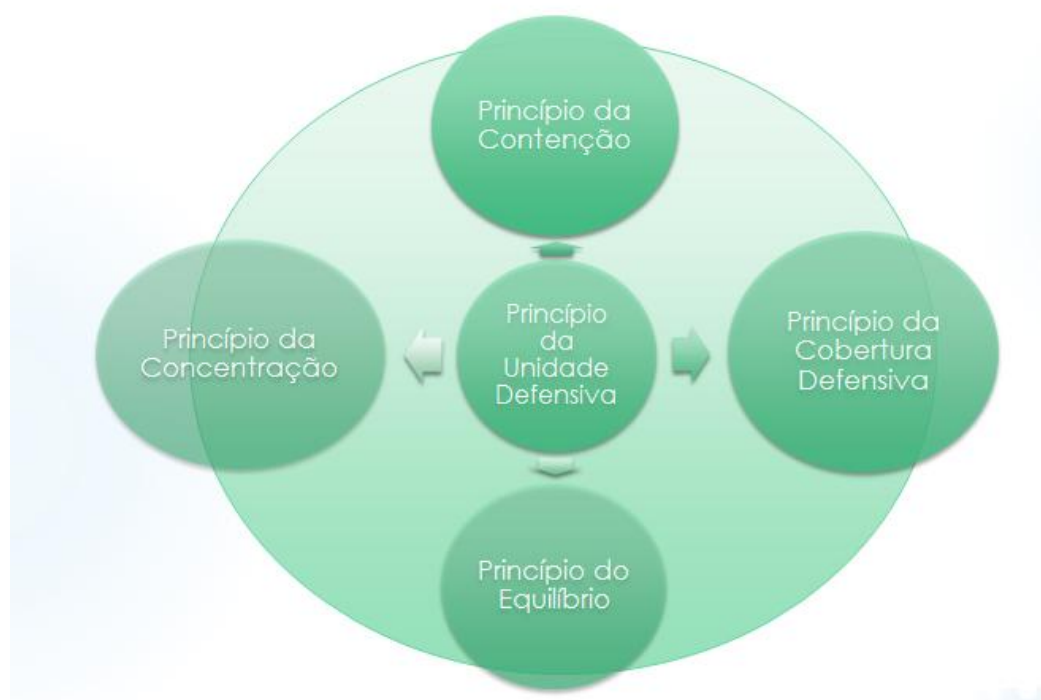 Princípio da
Contenção
Princípio da
Concentração
Princípio
da
Unidade
Defensiva
Princípio da
Cobertura
Defensiva
Princípio do
Equilíbrio